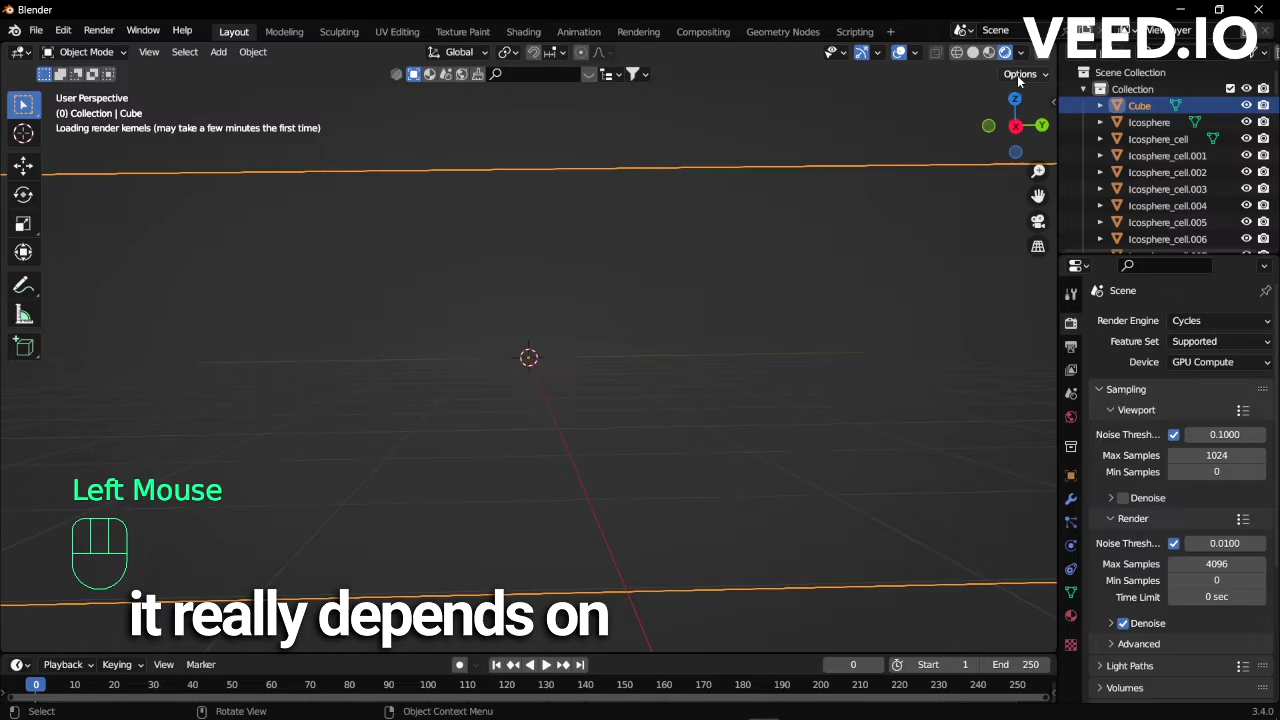 Blender
File Edit Render Window Help Layout Modeling Sculpting UV Editing Texture Paint Shading Animation Rendering Compositing Geometry Nodes Scripting + Scene
VEED.IO
Object Mode View Select Add Object Global
Options
User Perspective
(0) Collection | Cube
Loading render kernels (may take a few minutes the first time)
Z
X
Y
Scene Collection
Collection
Cube
Icosphere
Icosphere_cell
Icosphere_cell.001
Icosphere_cell.002
Icosphere_cell.003
Icosphere_cell.004
Icosphere_cell.005
Icosphere_cell.006
Scene
Render Engine Cycles
Feature Set Supported
Device GPU Compute
Sampling
Viewport
Noise Thresh... 0.1000
Max Samples 1024
Min Samples 0
Denoise
Render
Noise Thresh... 0.0100
Max Samples 4096
Min Samples 0
Time Limit 0 sec
Denoise
Advanced
Light Paths
Volumes
Left Mouse
it really depends on
Playback Keying View Marker 0 Start 1 End 250
0 10 20 30 40 50 60 70 80 90 100 110 120 130 140 150 160 170 180 190 200 210 220 230 240 250
Select Rotate View Object Context Menu 3.4.0